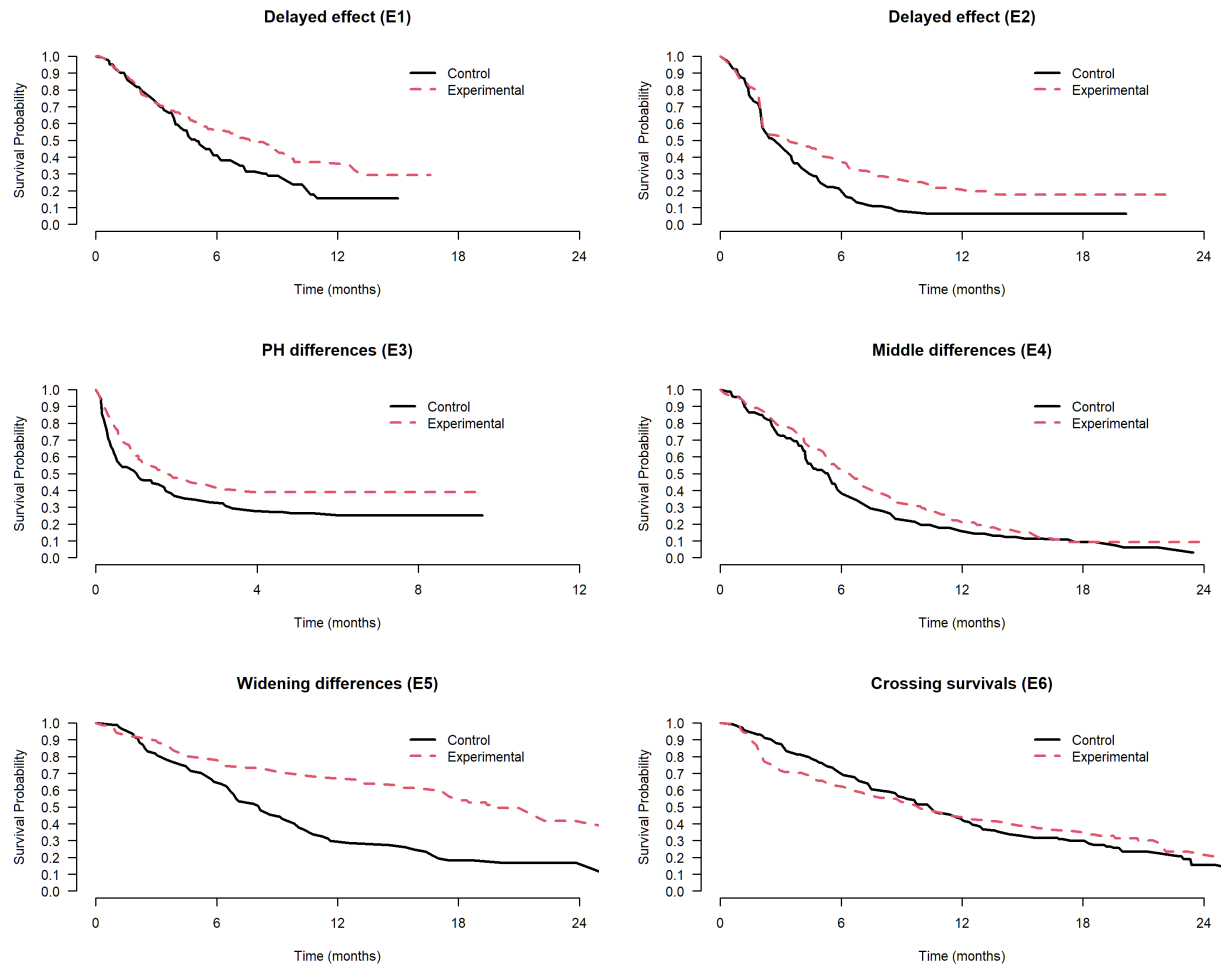 Delayed effect (E1)
Survival Probability
1.0
0.9
0.8
0.7
0.6
0.5
0.4
0.3
0.2
0.1
0.0
Control
Experimental
0 6 12 18 24
Time (months)
Delayed effect (E2)
Survival Probability
1.0
0.9
0.8
0.7
0.6
0.5
0.4
0.3
0.2
0.1
0.0
Control
Experimental
0 6 12 18 24
Time (months)
PH differences (E3)
Survival Probability
1.0
0.9
0.8
0.7
0.6
0.5
0.4
0.3
0.2
0.1
0.0
Control
Experimental
0 4 8 12
Time (months)
Middle differences (E4)
Survival Probability
1.0
0.9
0.8
0.7
0.6
0.5
0.4
0.3
0.2
0.1
0.0
Control
Experimental
0 6 12 18 24
Time (months)
Widening differences (E5)
Survival Probability
1.0
0.9
0.8
0.7
0.6
0.5
0.4
0.3
0.2
0.1
0.0
Control
Experimental
0 6 12 18 24
Time (months)
Crossing survivals (E6)
Survival Probability
1.0
0.9
0.8
0.7
0.6
0.5
0.4
0.3
0.2
0.1
0.0
Control
Experimental
0 6 12 18 24
Time (months)